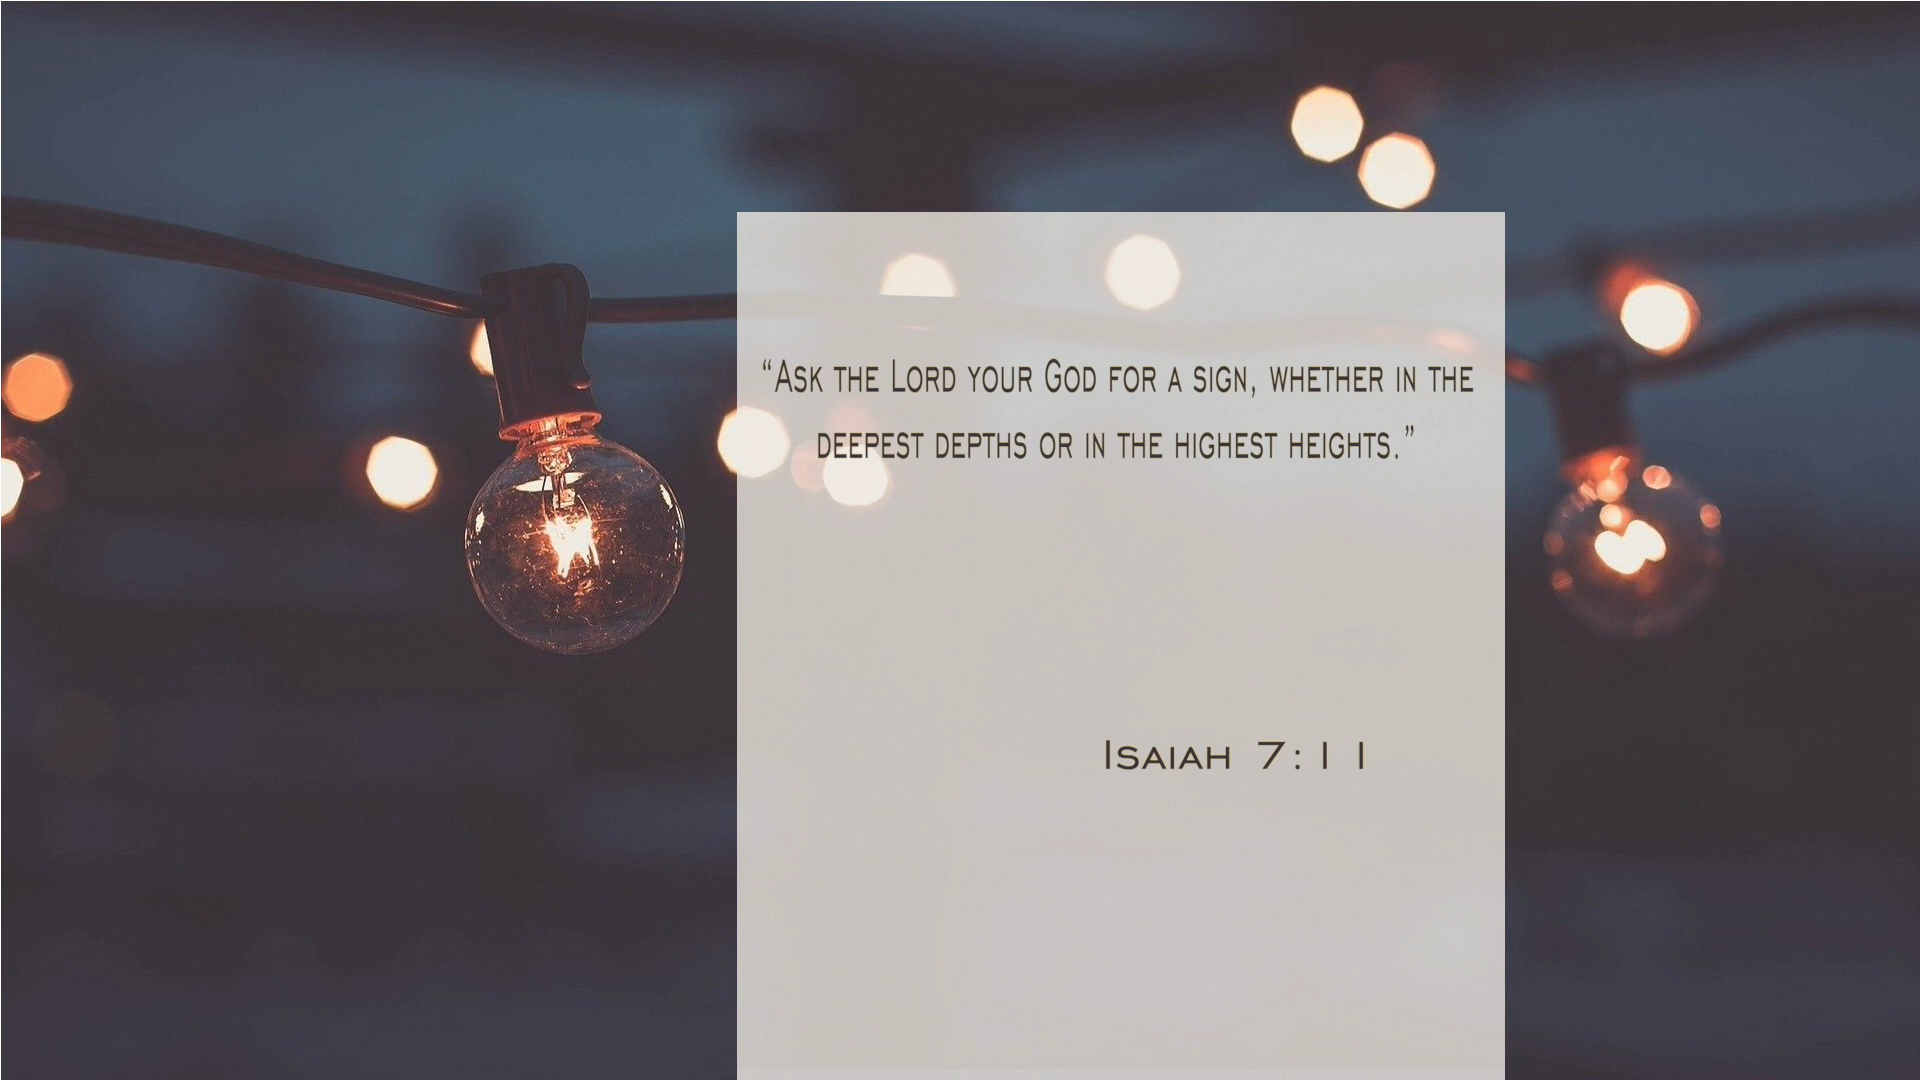 “Ask the Lord your God for a sign, whether in the
deepest depths or in the highest heights.”
Isaiah 7:11